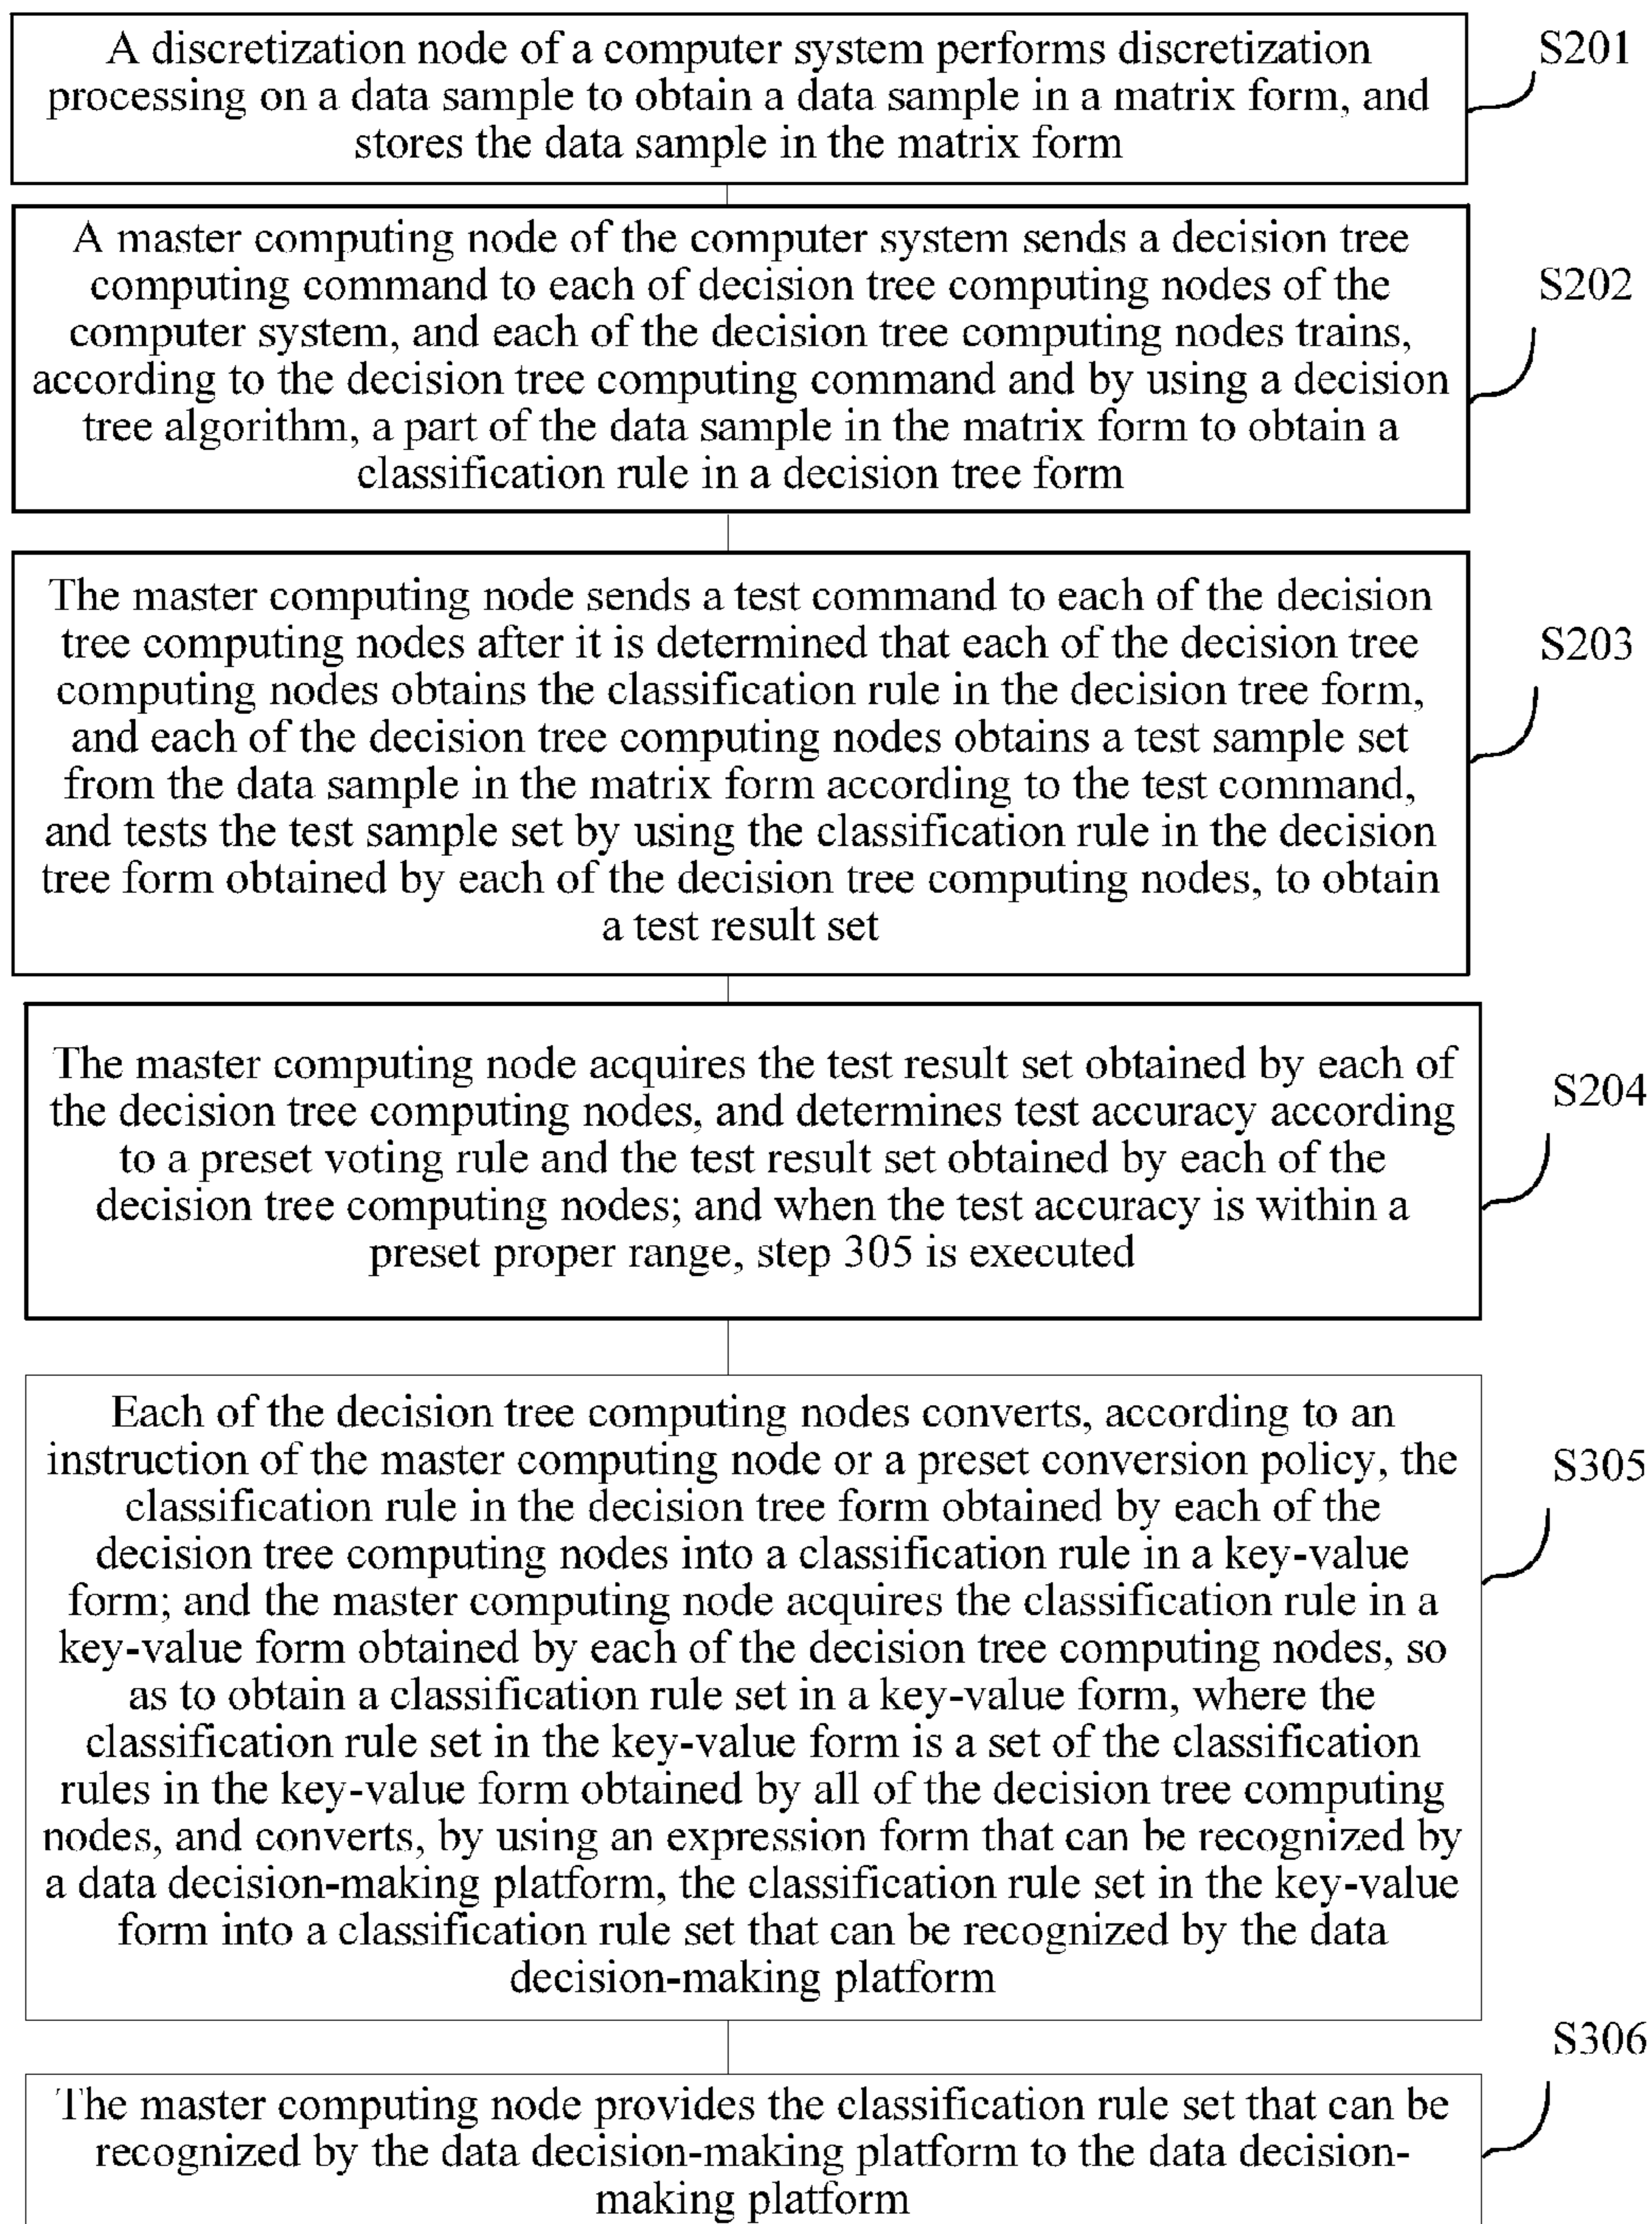 A discretization node of a computer system performs discretization
processing on a data sample to obtain a data sample in a matrix form, and
stores the data sample in the matrix form
S201
A master computing node of the computer system sends a decision tree
computing command to each of decision tree computing nodes of the
computer system, and each of the decision tree computing nodes trains,
according to the decision tree computing command and by using a decision
tree algorithm, a part of the data sample in the matrix form to obtain a
classification rule in a decision tree form
S202
The master computing node sends a test command to each of the decision
tree computing nodes after it is determined that each of the decision tree
computing nodes obtains the classification rule in the decision tree form,
and each of the decision tree computing nodes obtains a test sample set
from the data sample in the matrix form according to the test command,
and tests the test sample set by using the classification rule in the decision
tree form obtained by each of the decision tree computing nodes, to obtain
a test result set
S203
The master computing node acquires the test result set obtained by each of
the decision tree computing nodes, and determines test accuracy according
to a preset voting rule and the test result set obtained by each of the
decision tree computing nodes; and when the test accuracy is within a
preset proper range, step 305 is executed
S204
Each of the decision tree computing nodes converts, according to an
instruction of the master computing node or a preset conversion policy, the
classification rule in the decision tree form obtained by each of the
decision tree computing nodes into a classification rule in a key-value
form; and the master computing node acquires the classification rule in a
key-value form obtained by each of the decision tree computing nodes, so
as to obtain a classification rule set in a key-value form, where the
classification rule set in the key-value form is a set of the classification
rules in the key-value form obtained by all of the decision tree computing
nodes, and converts, by using an expression form that can be recognized by
a data decision-making platform, the classification rule set in the key-value
form into a classification rule set that can be recognized by the data
decision-making platform
S305
The master computing node provides the classification rule set that can be
recognized by the data decision-making platform to the data decision-
making platform
S306